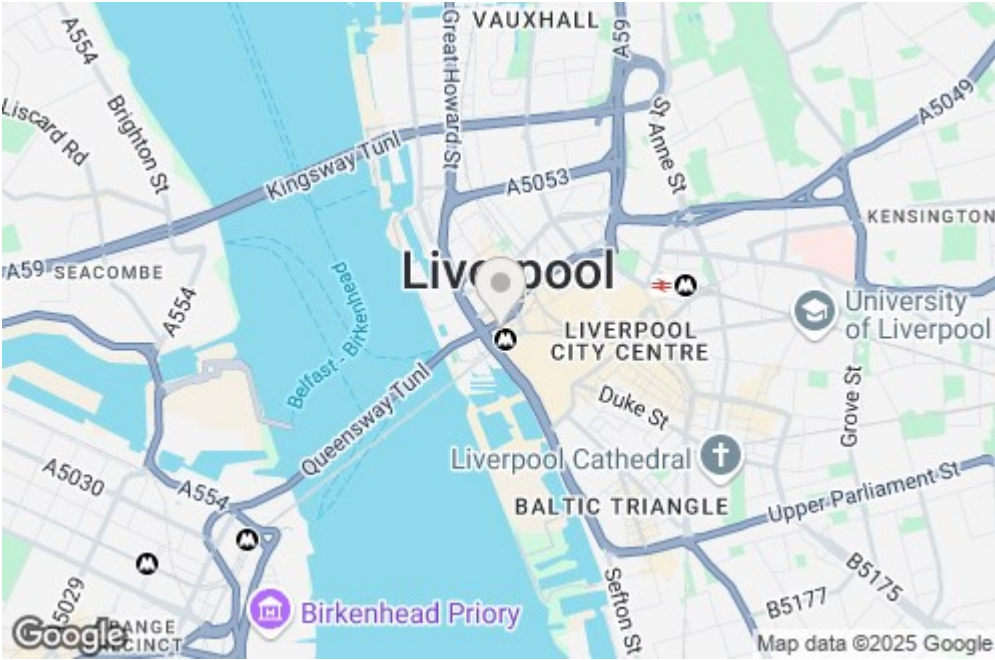 VAUXHALL
A554
Great Howard St
A59
Liscard Rd
Brighton St
St Anne St
A5049
Kingsway Tunl
A5053
KENSINGTON
A59
SEACOMBE
Liverpool
A554
Belfast - Birkenhead
University
of Liverpool
LIVERPOOL
CITY CENTRE
Queensway Tunl
Duke St
Grove St
Liverpool Cathedral
A5030
A554
BALTIC TRIANGLE
Upper Parliament St
B5175
A5029
Sefton St
B5177
Birkenhead Priory
Google
Map data ©2025 Google